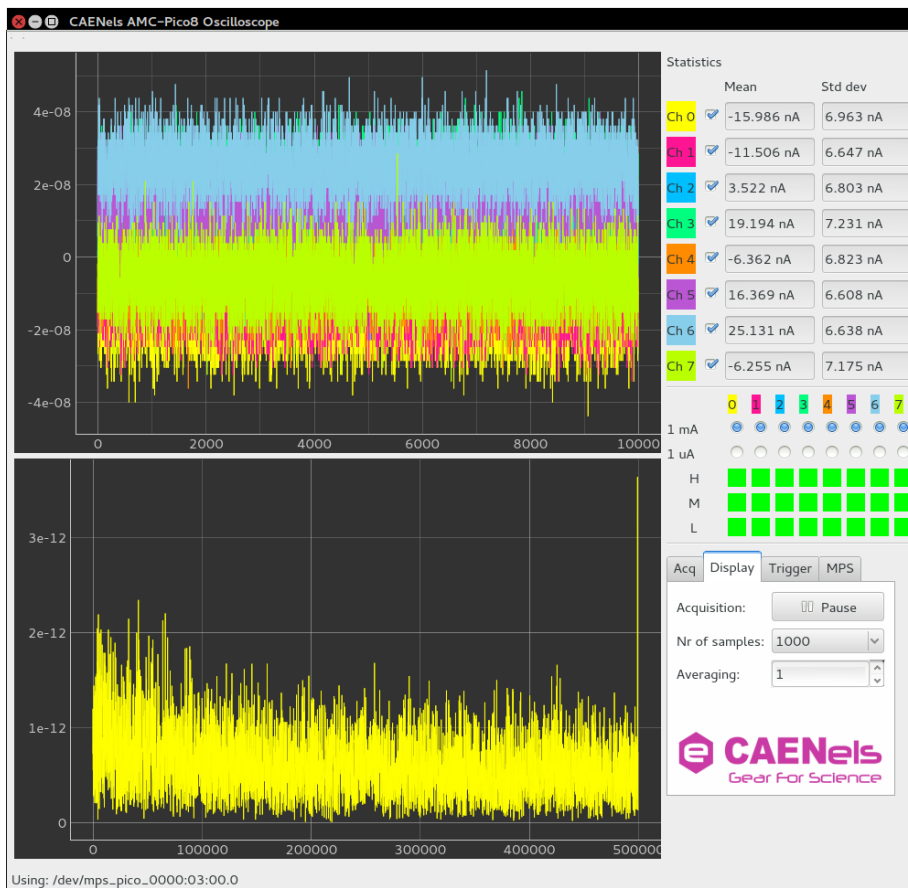 CAENels AMC-Pico8 Oscilloscope
4e-08
2e-08
0
-2e-08
-4e-08
0 2000 4000 6000 8000 10000
3e-12
2e-12
1e-12
0
0 100000 200000 300000 400000 500000
Using: /dev/mps_pico_0000:03:00.0
Statistics
Mean Std dev
Ch 0 -15.986 nA 6.963 nA
Ch 1 -11.506 nA 6.647 nA
Ch 2 3.522 nA 6.803 nA
Ch 3 19.194 nA 7.231 nA
Ch 4 -6.362 nA 6.823 nA
Ch 5 16.369 nA 6.608 nA
Ch 6 25.131 nA 6.638 nA
Ch 7 -6.255 nA 7.175 nA
0 1 2 3 4 5 6 7
1 mA
1 uA
H
M
L
Acq Display Trigger MPS
Acquisition: Pause
Nr of samples: 1000
Averaging: 1
CAENels
Gear For Science